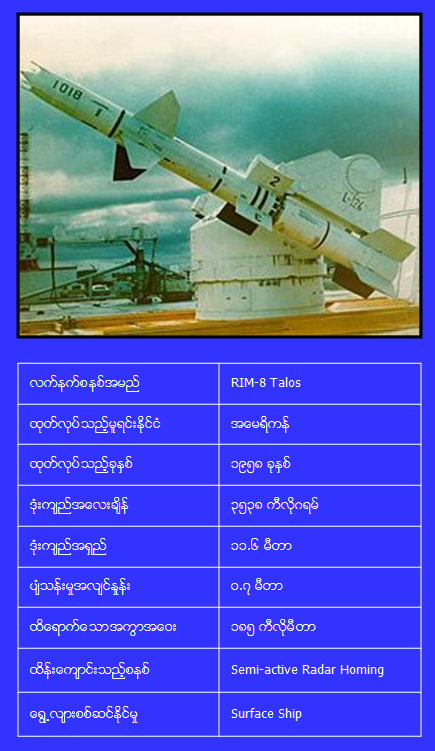 1018
2
E
L-124
လက်နက်စနစ်အမည် RIM-8 Talos
ထုတ်လုပ်သည့်မူရင်းနိုင်ငံ အမေရိကန်
ထုတ်လုပ်သည့်ခုနှစ် ၁၉၅၈ ခုနှစ်
ဒုံးကျည်အလေးချိန် ၃၅၃၈ ကီလိုဂရမ်
ဒုံးကျည်အရှည် ၁၁.၆ မီတာ
ပျံသန်းမှုအလျင်နှုန်း ၀.၇ မီတာ
ထိရောက်သောအကွာအဝေး ၁၈၅ ကီလိုမီတာ
ထိန်းကျောင်းသည့်စနစ် Semi-active Radar Homing
ရွေ့လျားစစ်ဆင်နိုင်မှု Surface Ship